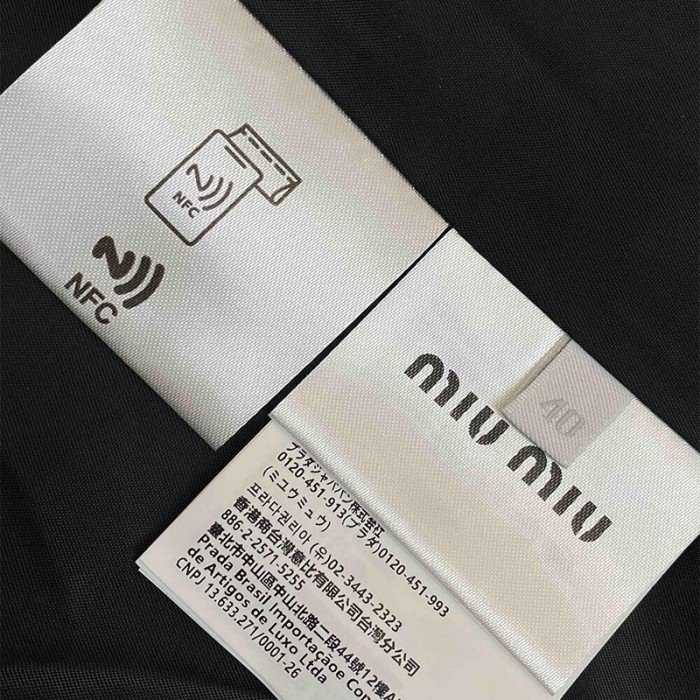 NFC
NFC
miu miu
40
プラダジャパン株式会社
0120-451-913(プラダ)0120-451-993
(ミュウミュウ)
프라다코리아 (유)02-3443-2323
香港商台灣意比有限公司台灣分公司
886-2-2571-5255
臺北市中山區中山北路二段44號12樓A
Prada Brasil Importaçãoe Com
de Artigos de Luxo Ltda
CNPJ 13.633.271/0001-26